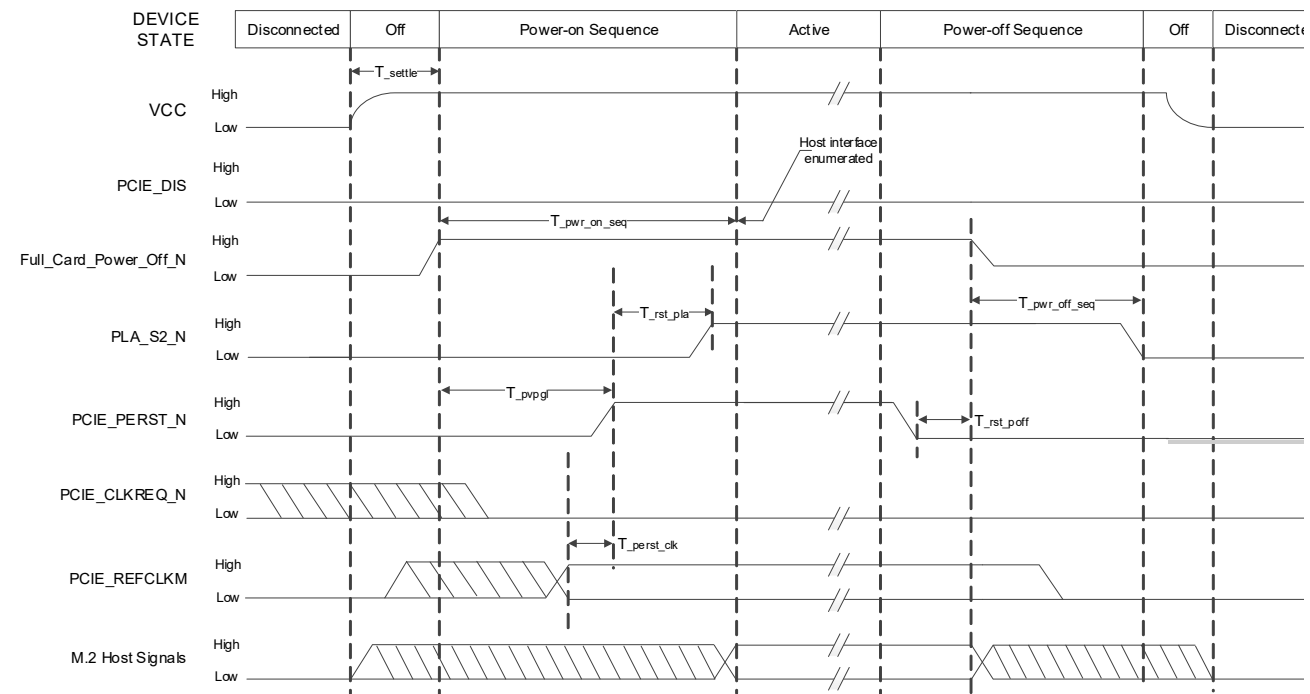 DEVICE
STATE
Disconnected Off Power-on Sequence Active Power-off Sequence Off Disconnecte
T_settle
VCC High
Low
Host interface
enumerated
PCIE_DIS High
Low
T_pwr_on_seq
Full_Card_Power_Off_N High
Low
T_pwr_off_seq
T_rst_pla
PLA_S2_N High
Low
T_pvpgl
PCIE_PERST_N High
Low
T_rst_poff
PCIE_CLKREQ_N High
Low
T_perst_clk
PCIE_REFCLKM High
Low
M.2 Host Signals High
Low